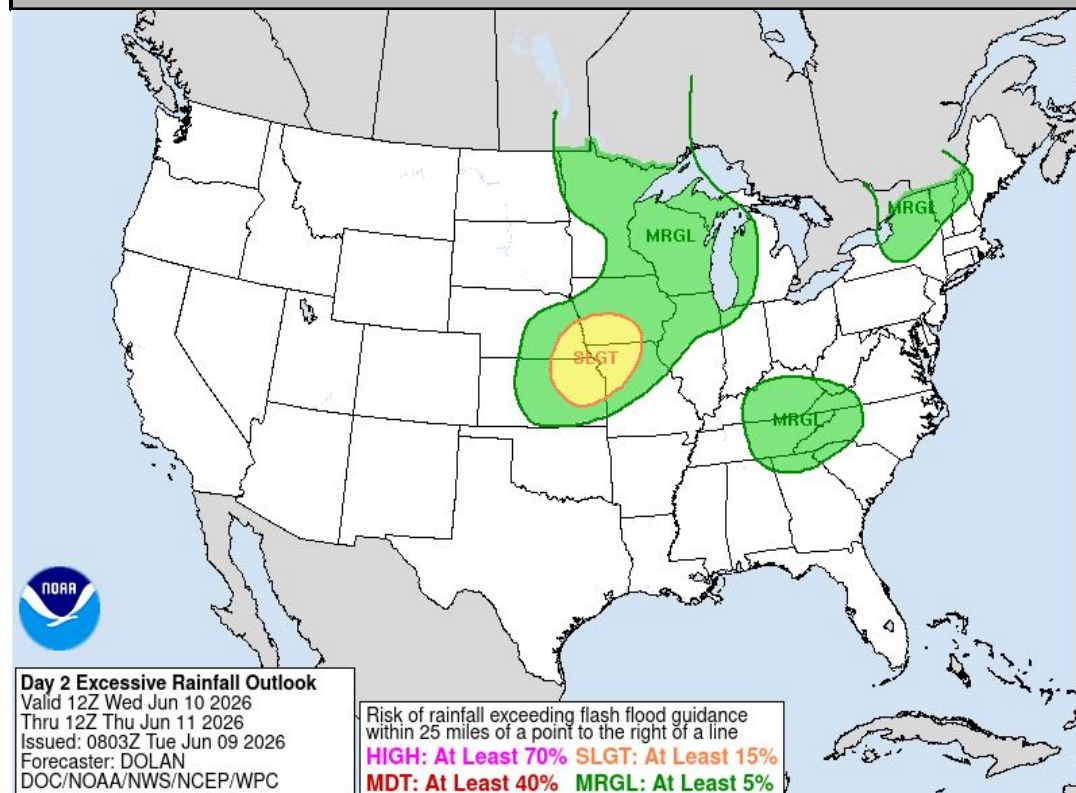 MRGL
MRGL
SLGT
MRGL
NOAA
Day 2 Excessive Rainfall Outlook
Valid 12Z Wed Jun 10 2026
Thru 12Z Thu Jun 11 2026
Issued: 0803Z Tue Jun 09 2026
Forecaster: DOLAN
DOC/NOAA/NWS/NCEP/WPC
Risk of rainfall exceeding flash flood guidance
within 25 miles of a point to the right of a line
HIGH: At Least 70% SLGT: At Least 15%
MDT: At Least 40% MRGL: At Least 5%